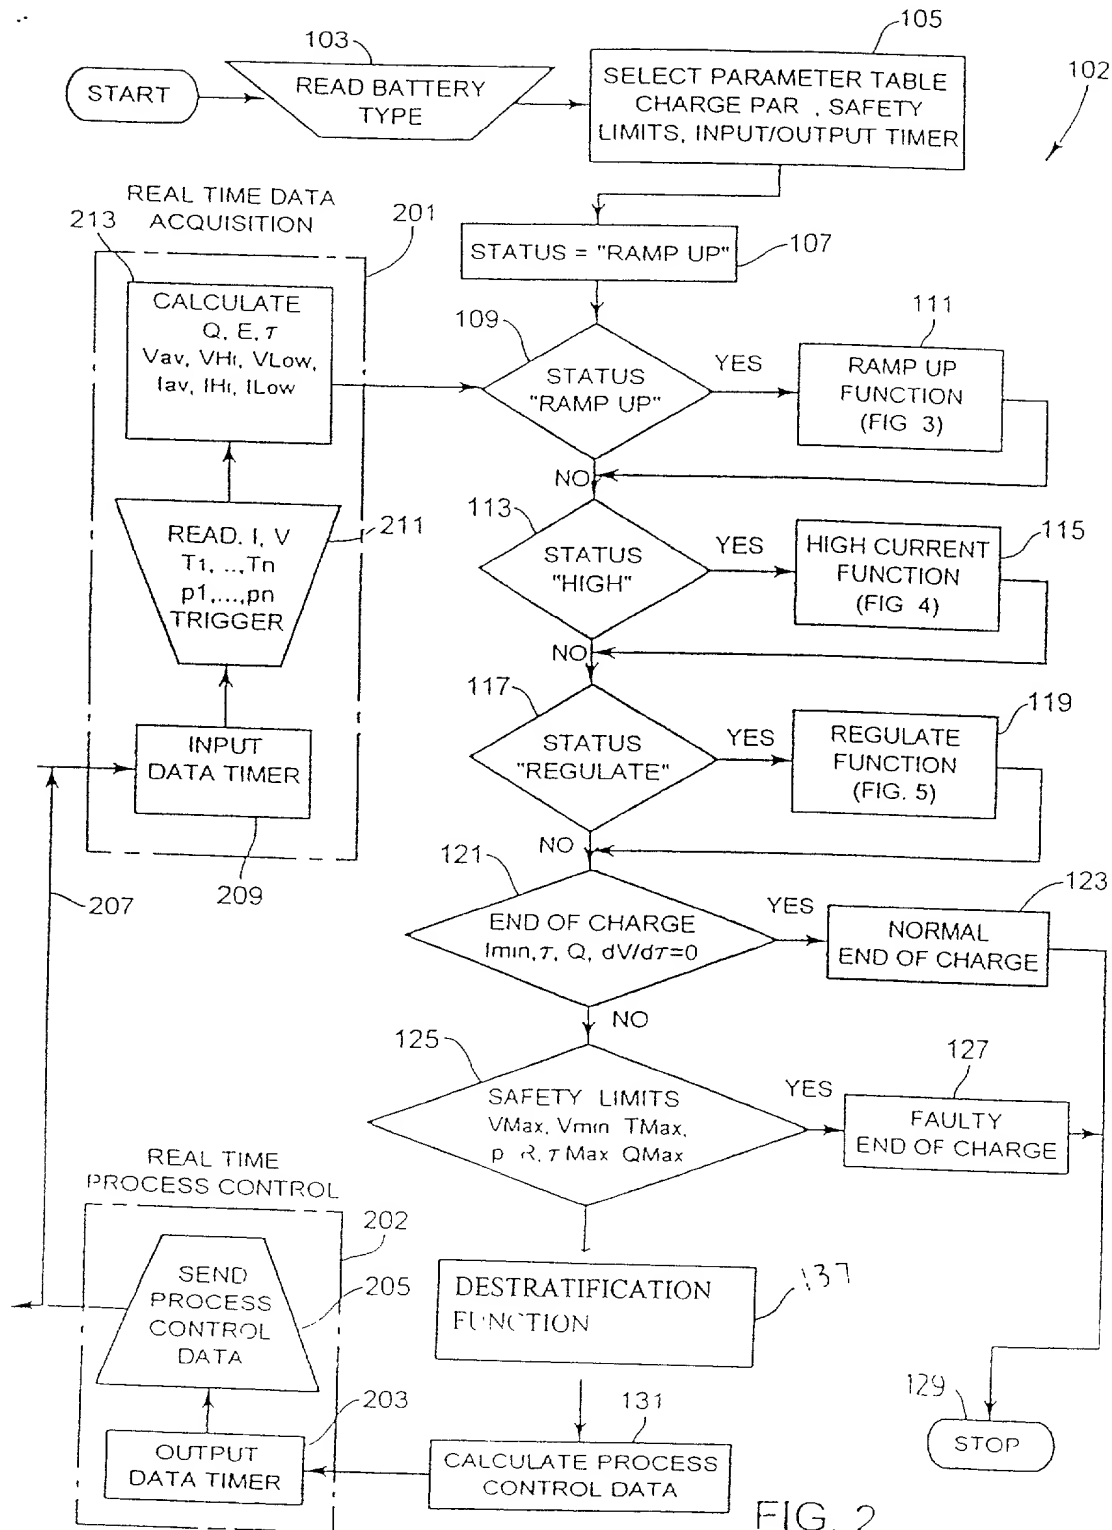 105
103
102
START
READ BATTERY
TYPE
SELECT PARAMETER TABLE
CHARGE PAR , SAFETY
LIMITS, INPUT/OUTPUT TIMER
REAL TIME DATA
ACQUISITION
213
201
STATUS = "RAMP UP"
107
CALCULATE
Q, E, τ
Vav, VHi, VLow,
Iav, IHi, ILow
109
STATUS
"RAMP UP"
YES
111
RAMP UP
FUNCTION
(FIG 3)
NO
READ. I, V
T1, ..,Tn
p1,...,pn
TRIGGER
211
113
STATUS
"HIGH"
YES
HIGH CURRENT
FUNCTION
(FIG 4)
115
NO
117
STATUS
"REGULATE"
YES
REGULATE
FUNCTION
(FIG. 5)
119
INPUT
DATA TIMER
209
207
NO
121
END OF CHARGE
Imin, τ, Q, dV/dτ=0
YES
123
NORMAL
END OF CHARGE
NO
125
SAFETY LIMITS
VMax, Vmin TMax,
p R, τ Max QMax
YES
127
FAULTY
END OF CHARGE
REAL TIME
PROCESS CONTROL
202
SEND
PROCESS
CONTROL
DATA
205
DESTRATIFICATION
FUNCTION
137
203
OUTPUT
DATA TIMER
131
CALCULATE PROCESS
CONTROL DATA
129
STOP
FIG. 2